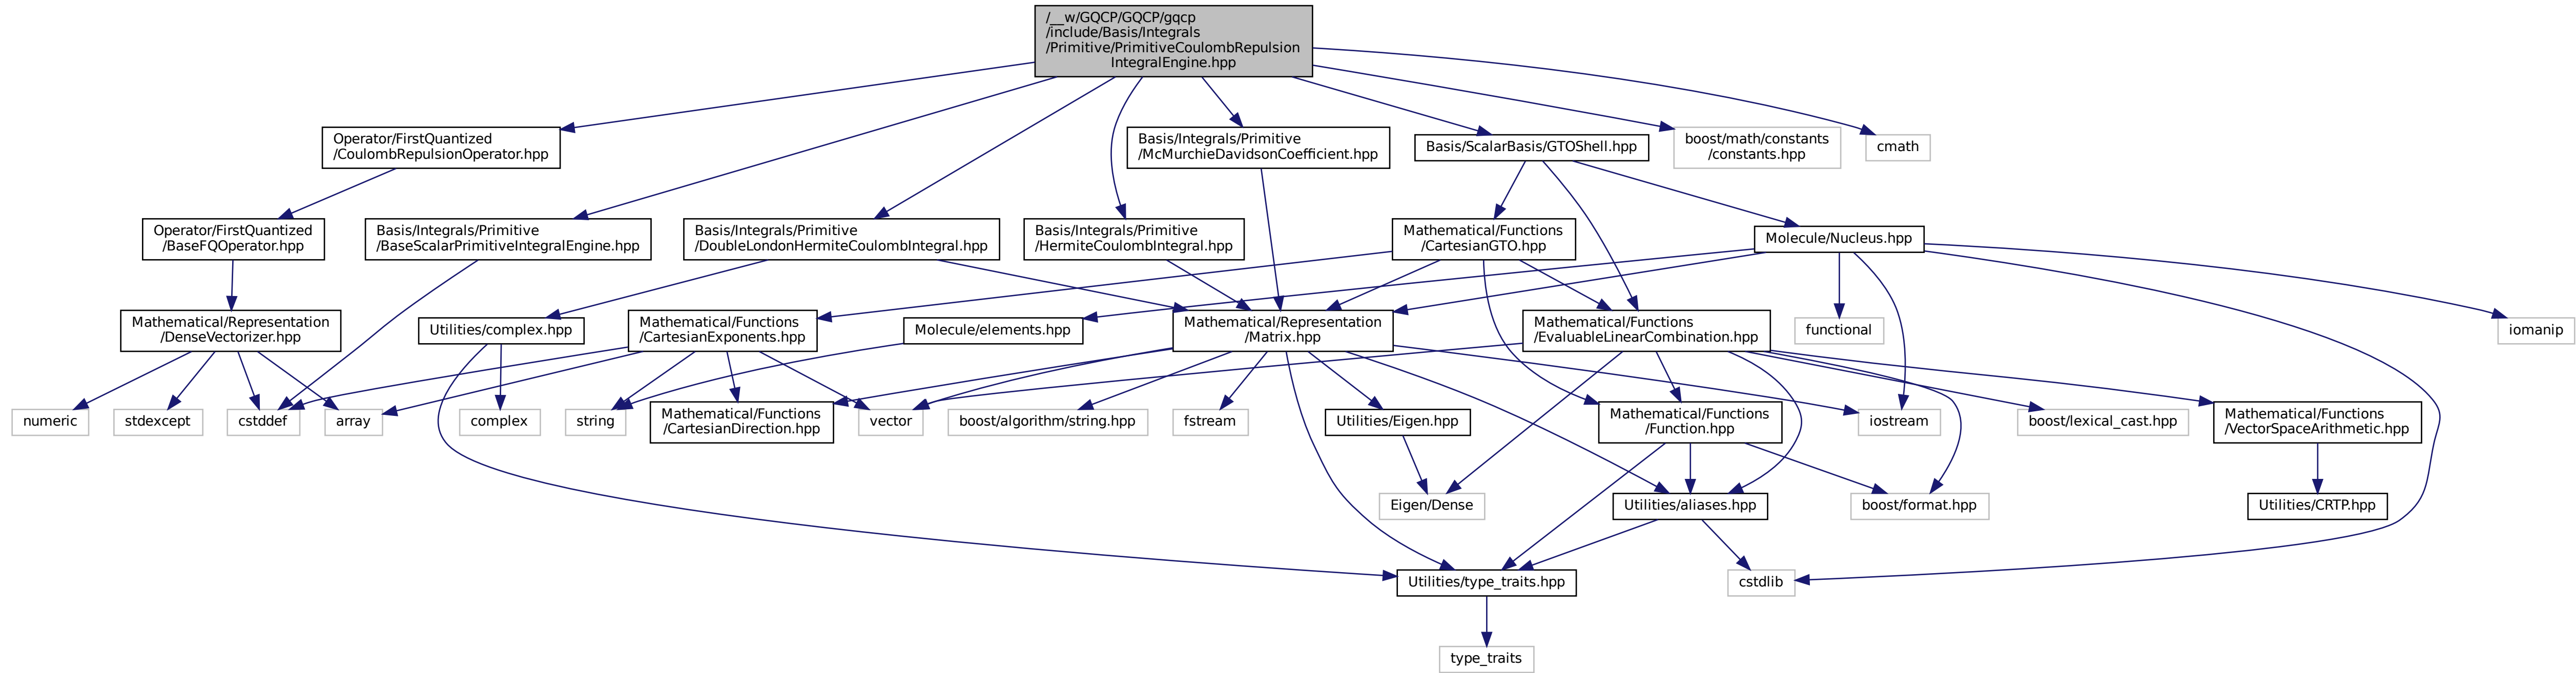 /__w/GQCP/GQCP/gqcp
/include/Basis/Integrals
/Primitive/PrimitiveCoulombRepulsion
IntegralEngine.hpp
Operator/FirstQuantized
/CoulombRepulsionOperator.hpp
Basis/Integrals/Primitive
/McMurchieDavidsonCoefficient.hpp
Basis/ScalarBasis/GTOShell.hpp
boost/math/constants
/constants.hpp
cmath
Operator/FirstQuantized
/BaseFQOperator.hpp
Basis/Integrals/Primitive
/BaseScalarPrimitiveIntegralEngine.hpp
Basis/Integrals/Primitive
/DoubleLondonHermiteCoulombIntegral.hpp
Basis/Integrals/Primitive
/HermiteCoulombIntegral.hpp
Mathematical/Functions
/CartesianGTO.hpp
Molecule/Nucleus.hpp
Mathematical/Representation
/DenseVectorizer.hpp
Utilities/complex.hpp
Mathematical/Functions
/CartesianExponents.hpp
Molecule/elements.hpp
Mathematical/Representation
/Matrix.hpp
Mathematical/Functions
/EvaluableLinearCombination.hpp
functional
iomanip
numeric
stdexcept
cstddef
array
complex
string
Mathematical/Functions
/CartesianDirection.hpp
vector
boost/algorithm/string.hpp
fstream
Utilities/Eigen.hpp
Mathematical/Functions
/Function.hpp
iostream
boost/lexical_cast.hpp
Mathematical/Functions
/VectorSpaceArithmetic.hpp
Eigen/Dense
Utilities/aliases.hpp
boost/format.hpp
Utilities/CRTP.hpp
Utilities/type_traits.hpp
cstdlib
type_traits